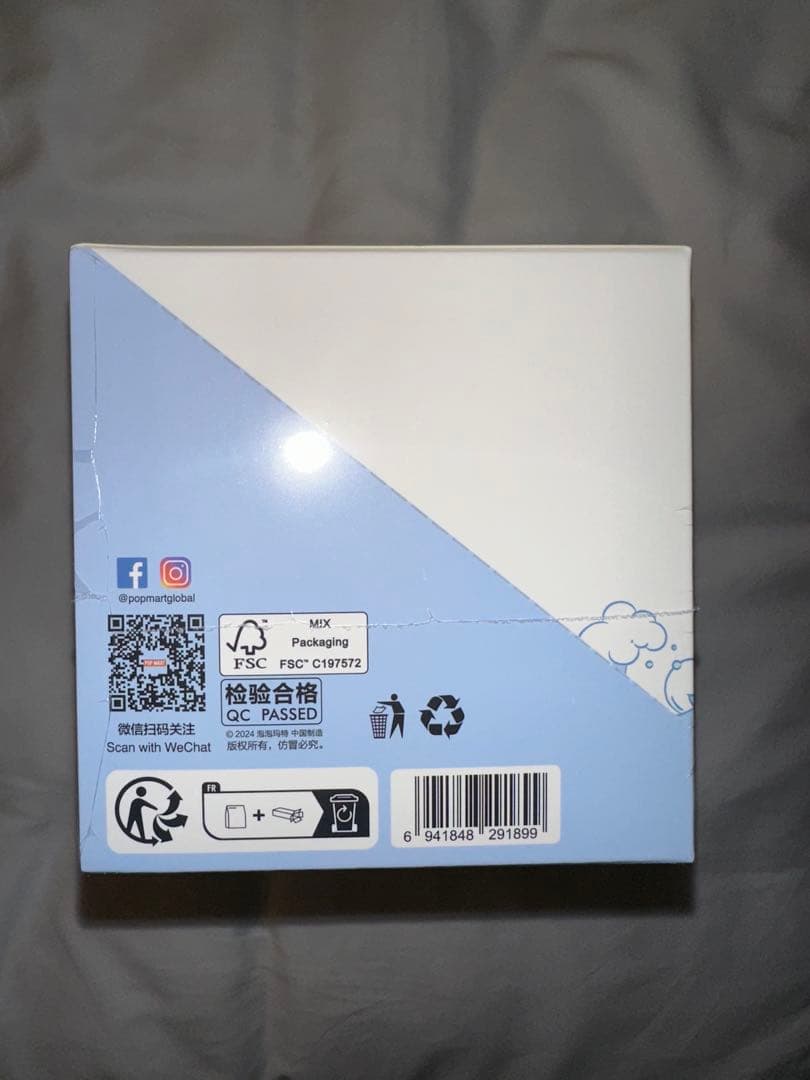 @popmartglobal
POP MART
MIX
Packaging
FSC
FSC™ C197572
检验合格
QC PASSED
© 2024 泡泡玛特 中国制造
版权所有，仿冒必究。
微信扫码关注
Scan with WeChat
FR
6 941848 291899